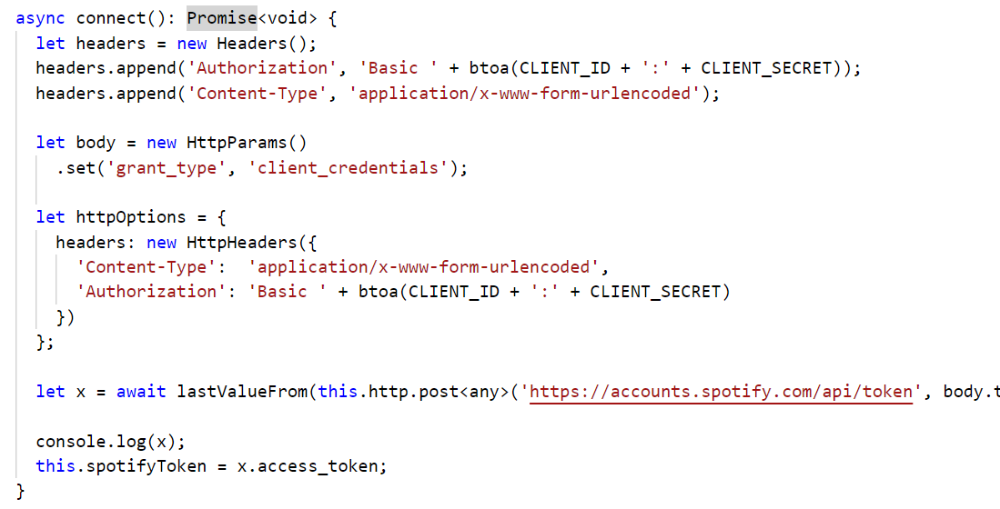 async connect(): Promise<void> {
let headers = new Headers();
headers.append('Authorization', 'Basic ' + btoa(CLIENT_ID + ':' + CLIENT_SECRET));
headers.append('Content-Type', 'application/x-www-form-urlencoded');
let body = new HttpParams()
.set('grant_type', 'client_credentials');
let httpOptions = {
headers: new HttpHeaders({
'Content-Type':  'application/x-www-form-urlencoded',
'Authorization': 'Basic ' + btoa(CLIENT_ID + ':' + CLIENT_SECRET)
})
};
let x = await lastValueFrom(this.http.post<any>('https://accounts.spotify.com/api/token', body.t
console.log(x);
this.spotifyToken = x.access_token;
}